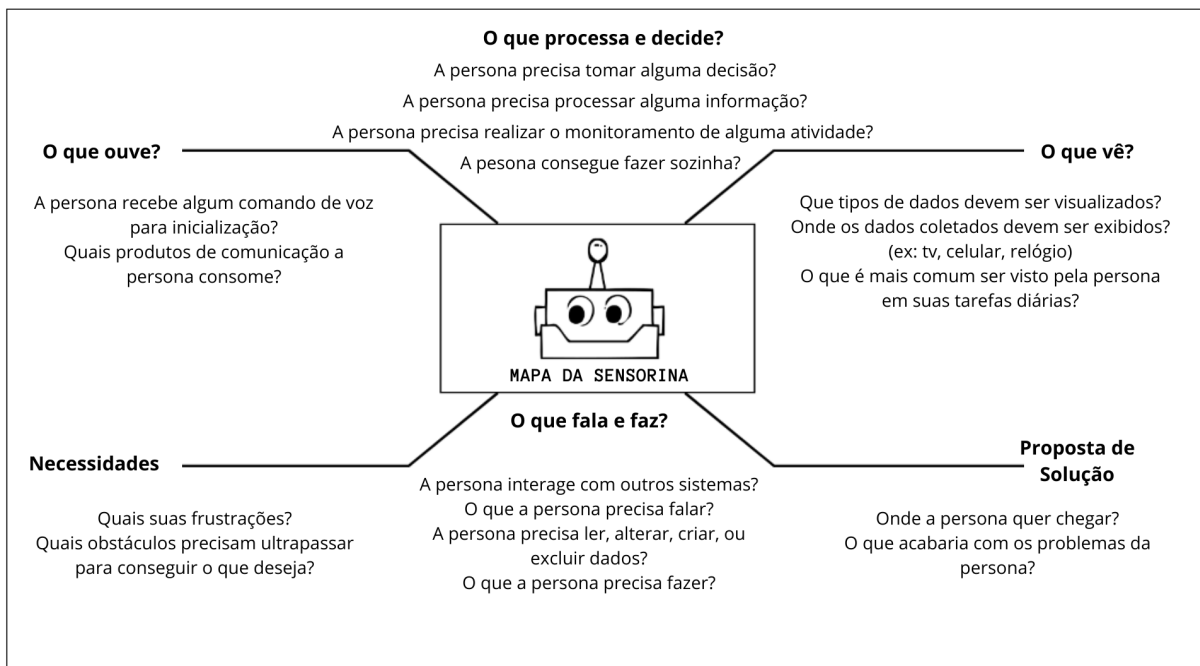 O que processa e decide?
A persona precisa tomar alguma decisão?
A persona precisa processar alguma informação?
A persona precisa realizar o monitoramento de alguma atividade?
A pesona consegue fazer sozinha?
O que ouve?
A persona recebe algum comando de voz
para inicialização?
Quais produtos de comunicação a
persona consome?
O que vê?
Que tipos de dados devem ser visualizados?
Onde os dados coletados devem ser exibidos?
(ex: tv, celular, relógio)
O que é mais comum ser visto pela persona
em suas tarefas diárias?
MAPA DA SENSORINA
Necessidades
Quais suas frustrações?
Quais obstáculos precisam ultrapassar
para conseguir o que deseja?
O que fala e faz?
A persona interage com outros sistemas?
O que a persona precisa falar?
A persona precisa ler, alterar, criar, ou
excluir dados?
O que a persona precisa fazer?
Proposta de
Solução
Onde a persona quer chegar?
O que acabaria com os problemas da
persona?